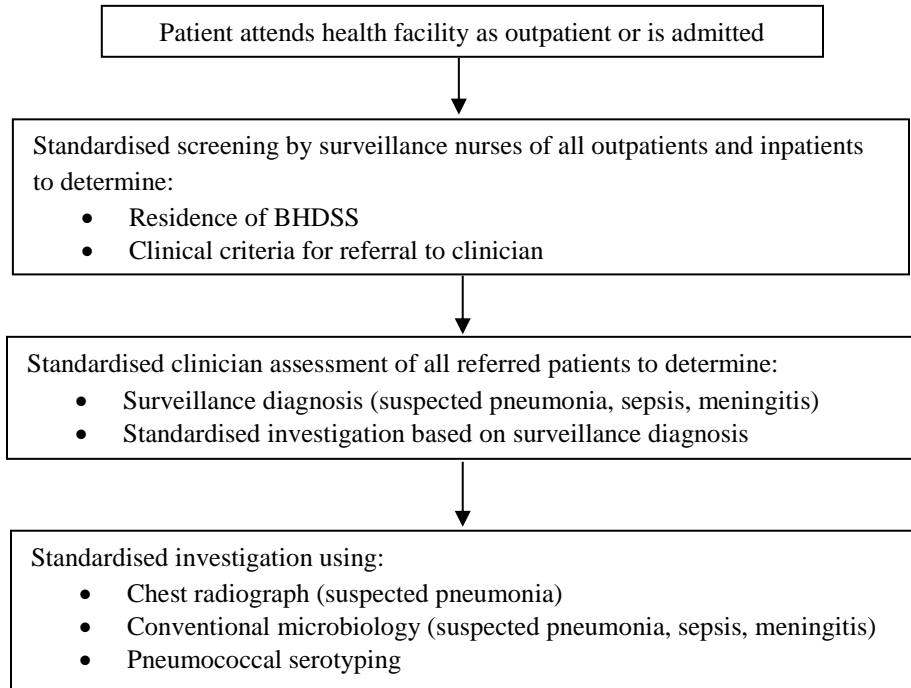 Patient attends health facility as outpatient or is admitted
Standardised screening by surveillance nurses of all outpatients and inpatients
to determine:
• Residence of BHDSS
• Clinical criteria for referral to clinician
Standardised clinician assessment of all referred patients to determine:
• Surveillance diagnosis (suspected pneumonia, sepsis, meningitis)
• Standardised investigation based on surveillance diagnosis
Standardised investigation using:
• Chest radiograph (suspected pneumonia)
• Conventional microbiology (suspected pneumonia, sepsis, meningitis)
• Pneumococcal serotyping